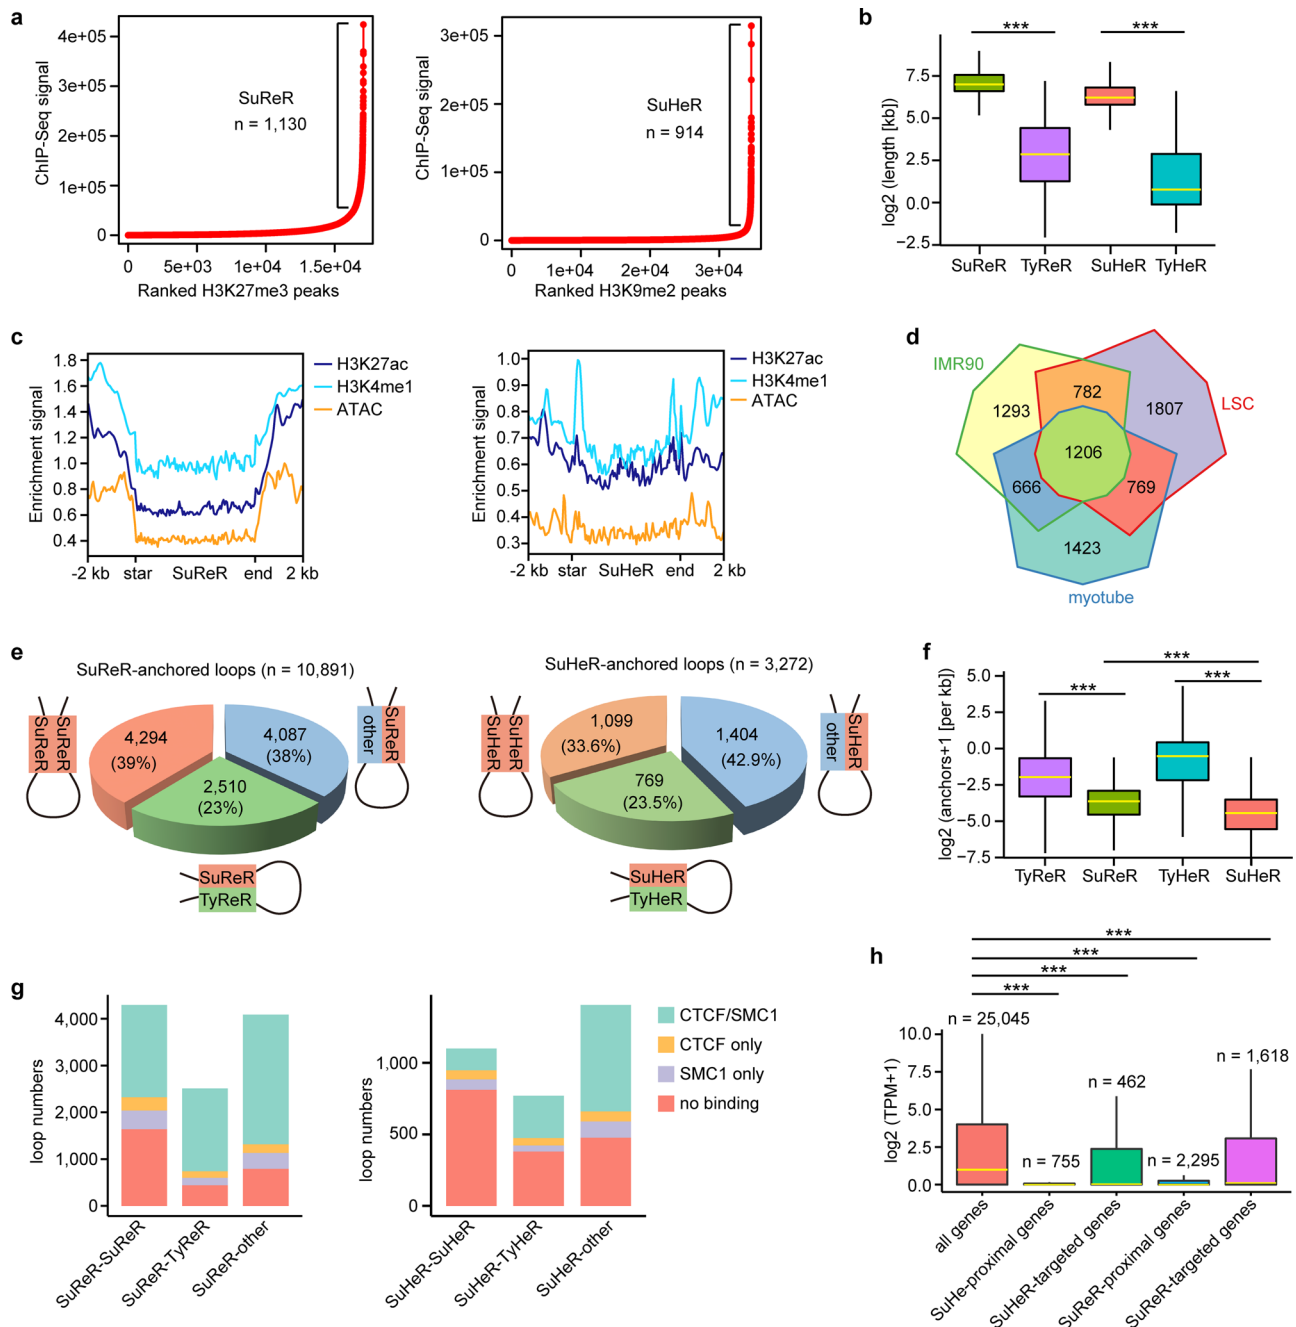 a
ChIP-Seq signal
4e+05
3e+05
2e+05
1e+05
0
SuReR
n = 1,130
0
5e+03
1e+04
1.5e+04
Ranked H3K27me3 peaks
ChIP-Seq signal
3e+05
2e+05
1e+05
0
SuHeR
n = 914
0
1e+04
2e+04
3e+04
Ranked H3K9me2 peaks
b
***
***
log2 (length [kb])
7.5
5.0
2.5
0.0
−2.5
SuReR
TyReR
SuHeR
TyHeR
c
Enrichment signal
1.8
1.6
1.4
1.2
1.0
0.8
0.6
0.4
H3K27ac
H3K4me1
ATAC
-2 kb
star
SuReR
end
2 kb
Enrichment signal
1.0
0.9
0.8
0.7
0.6
0.5
0.4
0.3
H3K27ac
H3K4me1
ATAC
-2 kb
star
SuHeR
end
2 kb
d
IMR90
LSC
myotube
1293
782
1807
1206
666
769
1423
e
SuReR-anchored loops (n = 10,891)
SuReR
SuReR
4,294
(39%)
4,087
(38%)
2,510
(23%)
other
SuReR
SuReR
TyReR
SuHeR-anchored loops (n = 3,272)
SuHeR
SuHeR
1,099
(33.6%)
1,404
(42.9%)
769
(23.5%)
other
SuHeR
SuHeR
TyHeR
f
log2 (anchors+1 [per kb])
5.0
2.5
0.0
−2.5
−5.0
−7.5
***
***
***
TyReR
SuReR
TyHeR
SuHeR
g
loop numbers
4,000
3,000
2,000
1,000
0
SuReR-SuReR
SuReR-TyReR
SuReR-other
loop numbers
1,000
500
0
SuHeR-SuHeR
SuHeR-TyHeR
SuHeR-other
CTCF/SMC1
CTCF only
SMC1 only
no binding
h
***
***
***
***
log2 (TPM+1)
10.0
7.5
5.0
2.5
0.0
n = 25,045
n = 755
n = 462
n = 2,295
n = 1,618
all genes
SuHe-proximal genes
SuHeR-targeted genes
SuReR-proximal genes
SuReR-targeted genes